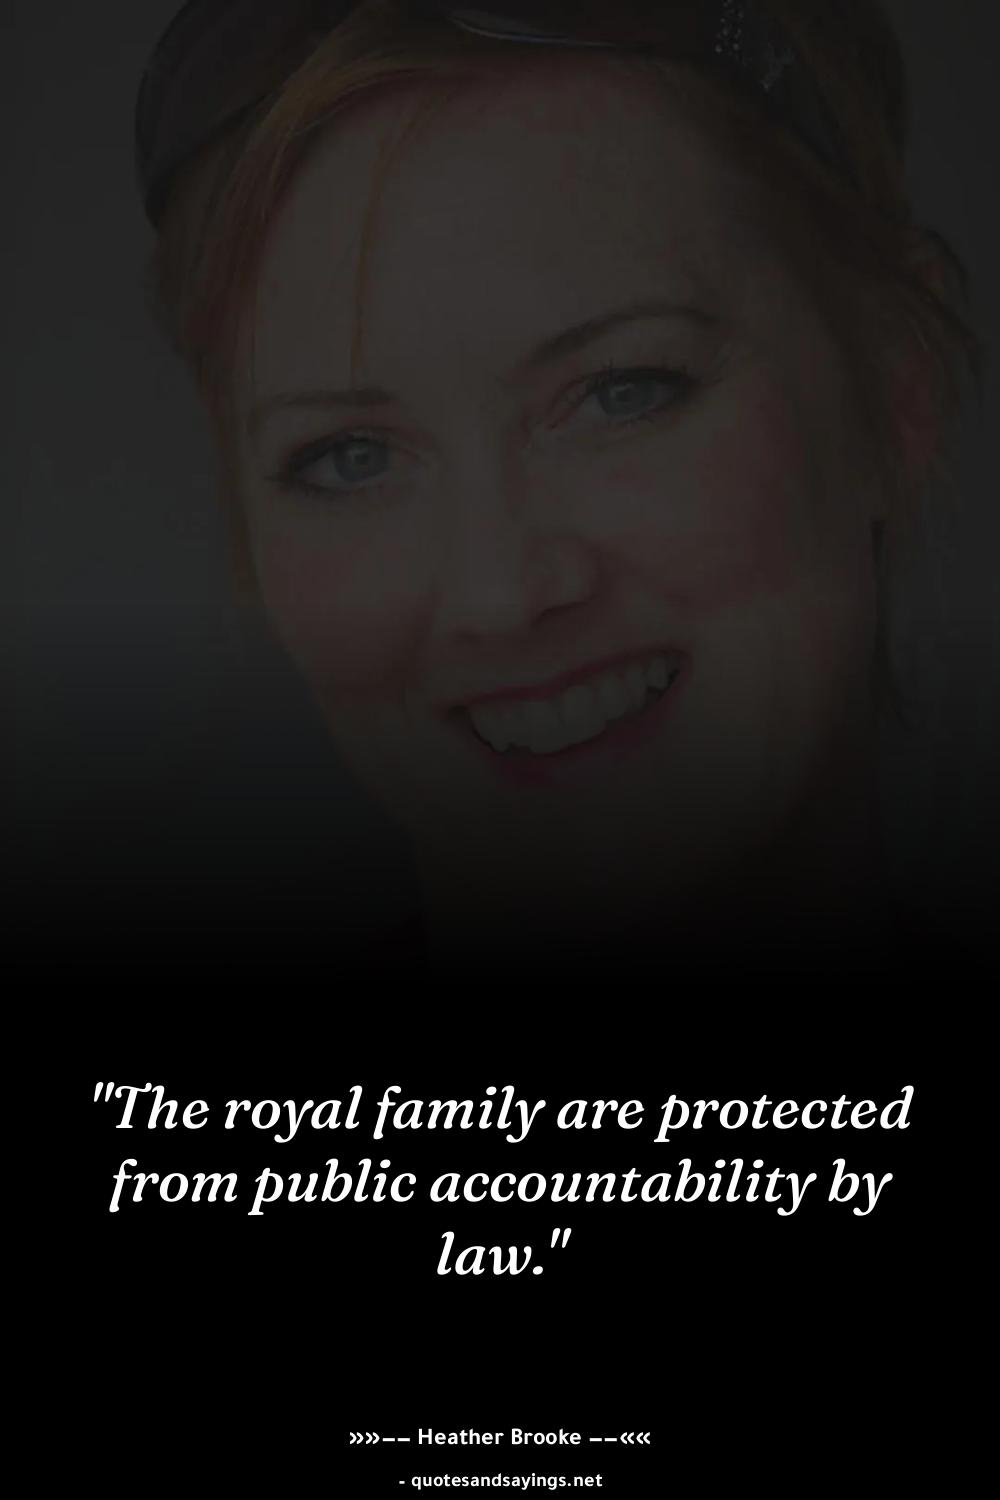 "The royal family are protected
from public accountability by
law."
»»−− Heather Brooke −−««
- quotesandsayings.net